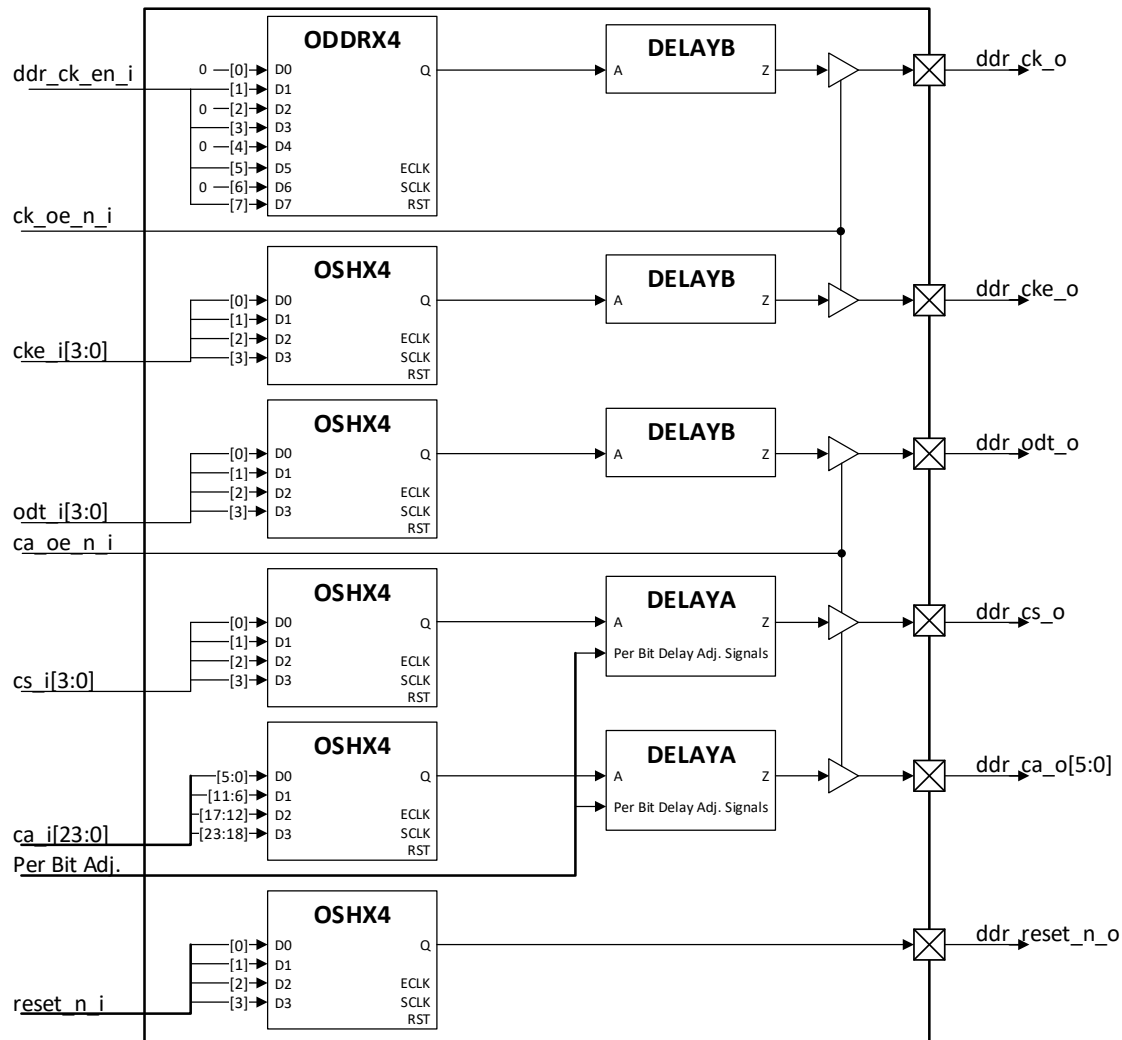 ODDRX4
DELAYB
ddr_ck_en_i
0 [0] D0 Q A Z ddr_ck_o
[1] D1
0 [2] D2
[3] D3
0 [4] D4
[5] D5 ECLK
0 [6] D6 SCLK
[7] D7 RST
ck_oe_n_i
OSHX4
DELAYB
[0] D0 Q A Z ddr_cke_o
[1] D1
[2] D2 ECLK
cke_i[3:0] [3] D3 SCLK
RST
OSHX4
DELAYB
[0] D0 Q A Z ddr_odt_o
[1] D1
[2] D2 ECLK
odt_i[3:0] [3] D3 SCLK
RST
ca_oe_n_i
OSHX4
DELAYA
[0] D0 Q A Z ddr_cs_o
[1] D1 Per Bit Delay Adj. Signals
[2] D2 ECLK
cs_i[3:0] [3] D3 SCLK
RST
OSHX4
DELAYA
[5:0] D0 Q A Z ddr_ca_o[5:0]
[11:6] D1 Per Bit Delay Adj. Signals
[17:12] D2 ECLK
ca_i[23:0] [23:18] D3 SCLK
RST
Per Bit Adj.
OSHX4
[0] D0 Q ddr_reset_n_o
[1] D1
[2] D2 ECLK
reset_n_i [3] D3 SCLK
RST